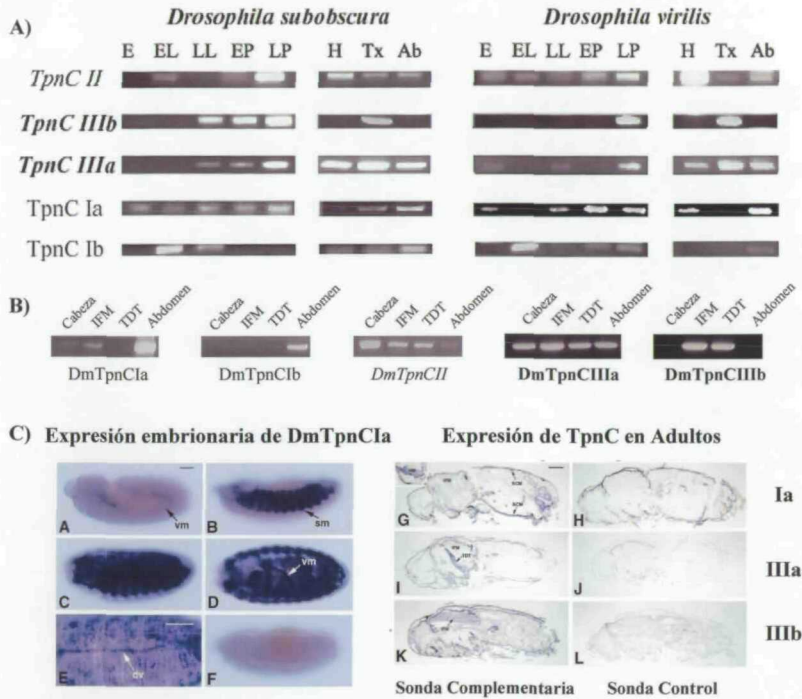 A)
Drosophila subobscura
Drosophila virilis
E EL LL EP LP H Tx Ab E EL LL EP LP H Tx Ab
TpnC II
TpnC IIIb
TpnC IIIa
TpnC Ia
TpnC Ib
B)
Cabeza IFM TDT Abdomen
Cabeza IFM TDT Abdomen
Cabeza IFM TDT Abdomen
Cabeza IFM TDT Abdomen
Cabeza IFM TDT Abdomen
DmTpnCIa DmTpnCIb DmTpnCII DmTpnCIIIa DmTpnCIIIb
C) Expresión embrionaria de DmTpnCIa
Expresión de TpnC en Adultos
A vm B sm
C D vm
E dv F
G H Ia
I J IIIa
K L IIIb
Sonda Complementaria Sonda Control